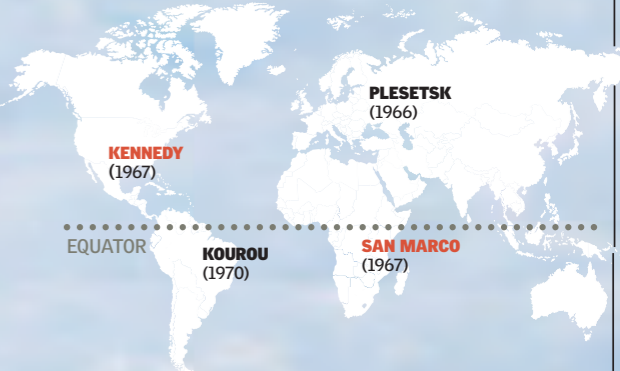 PLESETSK
(1966)
KENNEDY
(1967)
EQUATOR
KOUROU
(1970)
SAN MARCO
(1967)